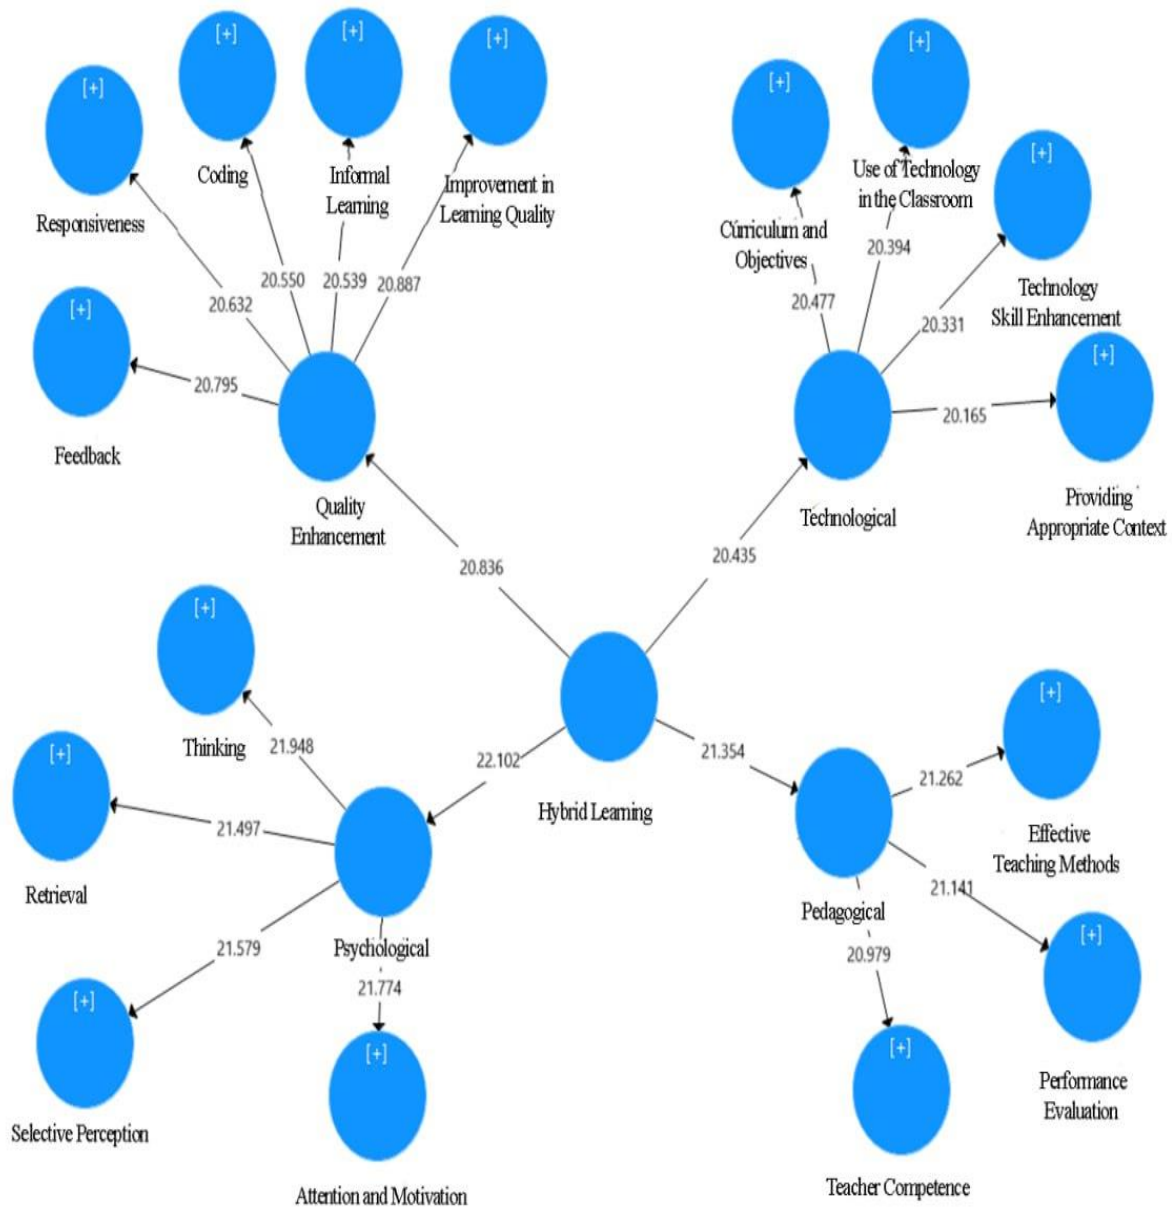 [+]
[+]
[+]
[+]
Responsiveness
Coding
Informal
Learning
Improvement in
Learning Quality
20.632
20.550
20.539
20.887
[+]
20.795
Feedback
Quality
Enhancement
[+]
[+]
[+]
Curriculum and
Objectives
Use of Technology
in the Classroom
Technology
Skill Enhancement
20.477
20.394
20.331
[+]
20.165
Providing
Appropriate Context
Technological
20.836
20.435
[+]
Thinking
21.948
22.102
21.354
Hybrid Learning
[+]
21.497
Retrieval
21.579
Psychological
21.774
[+]
Selective Perception
[+]
Attention and Motivation
[+]
21.262
Effective
Teaching Methods
Pedagogical
21.141
20.979
[+]
Performance
Evaluation
[+]
Teacher Competence